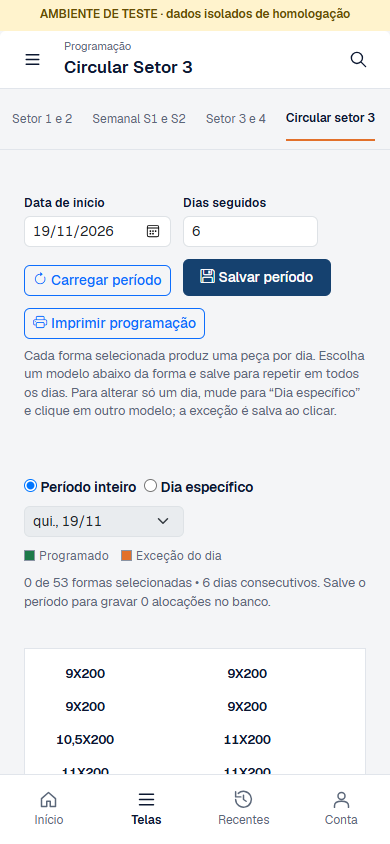 AMBIENTE DE TESTE · dados isolados de homologação
Programação
Circular Setor 3
Setor 1 e 2 Semanal S1 e S2 Setor 3 e 4 Circular setor 3
Data de início Dias seguidos
19/11/2026 6
Carregar período Salvar período
Imprimir programação
Cada forma selecionada produz uma peça por dia. Escolha
um modelo abaixo da forma e salve para repetir em todos
os dias. Para alterar só um dia, mude para “Dia específico”
e clique em outro modelo; a exceção é salva ao clicar.
Período inteiro Dia específico
qui., 19/11
Programado Exceção do dia
0 de 53 formas selecionadas • 6 dias consecutivos. Salve o
período para gravar 0 alocações no banco.
9X200 9X200
9X200 9X200
10,5X200 11X200
11X200 11X200
Início Telas Recentes Conta